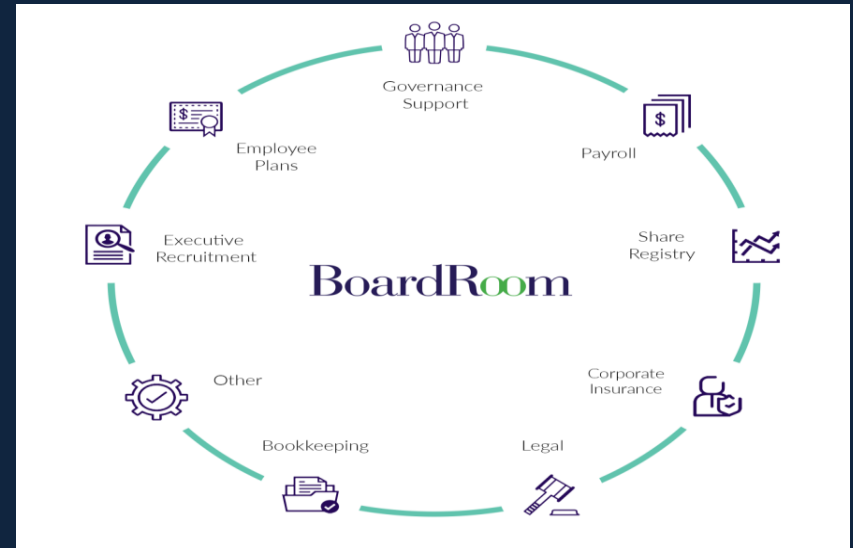 Governance
Support
Payroll
Share
Registry
Corporate
Insurance
Legal
Bookkeeping
Other
Executive
Recruitment
Employee
Plans
BoardRoom
$
$